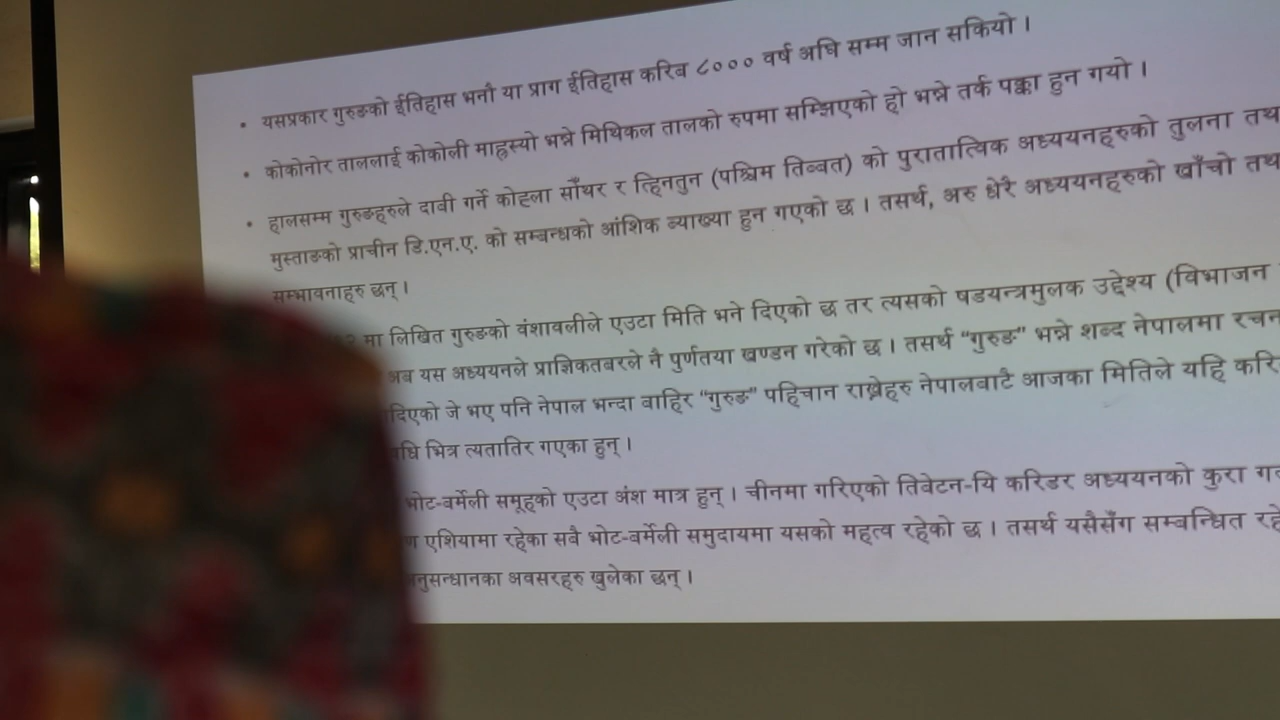 • यसप्रकार गुरुङको ईतिहास भनौ या प्राग ईतिहास करिब ८००० वर्ष अघि सम्म जान सकियो ।
• कोकोनोर ताललाई कोकोली माह्रस्यो भन्ने मिथिकल तालको रुपमा सम्झिएको हो भन्ने तर्क पक्का हुन गयो ।
• हालसम्म गुरुङहरुले दावी गर्ने कोह्ला सोँथर र त्हिनतुन (पश्चिम तिब्बत) को पुरातात्विक अध्ययनहरुको तुलना
मुस्ताङको प्राचीन डि.एन.ए. को सम्बन्धको आंशिक ब्याख्या हुन गएको छ । तसर्थ, अरु धेरै अध्ययनहरुको खाँचो
सम्भावनाहरु छन् ।
मा लिखित गुरुङको वंशावलीले एउटा मिति भने दिएको छ तर त्यसको षडयन्त्रमुलक उद्देश्य (विभाजन
अब यस अध्ययनले प्राज्ञिकतबरले नै पुर्णतया खण्डन गरेको छ । तसर्थ "गुरुङ" भन्ने शब्द नेपालमा
दिएको जे भए पनि नेपाल भन्दा बाहिर "गुरुङ" पहिचान राख्नेहरु नेपालबाटै आजका मितिले यहि
भित्र त्यतातिर गएका हुन् ।
भोट-बर्मेली समूहको एउटा अंश मात्र हुन् । चीनमा गरिएको तिबेटन-यि करिडर अध्ययनको कुरा
एशियामा रहेका सबै भोट-बर्मेली समुदायमा यसको महत्व रहेको छ । तसर्थ यसैसँग सम्बन्धित
अवसरहरु खुलेका छन् ।